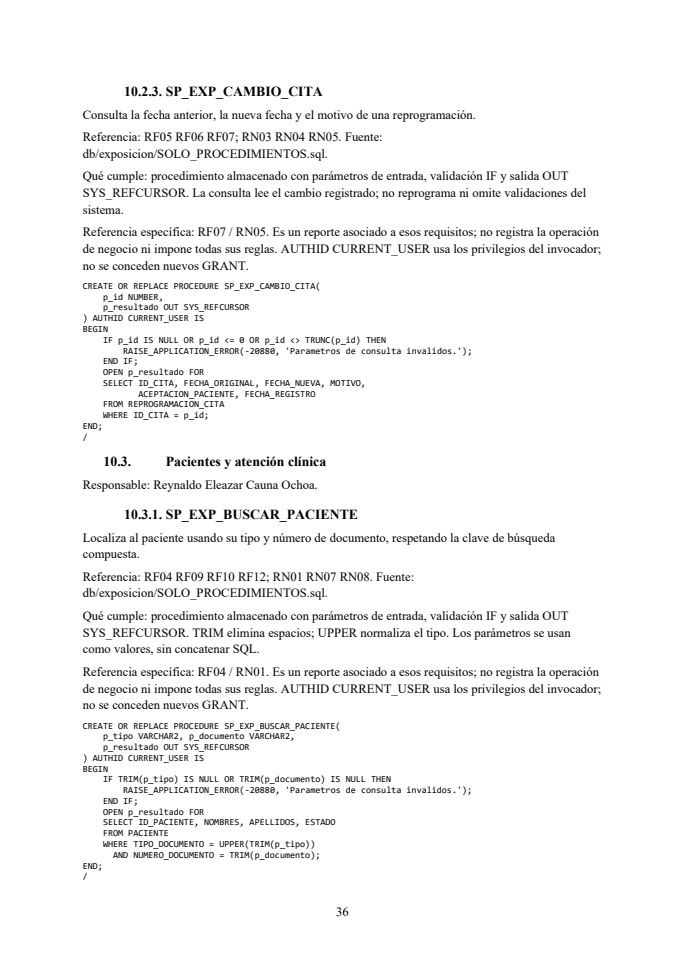 10.2.3. SP_EXP_CAMBIO_CITA
Consulta la fecha anterior, la nueva fecha y el motivo de una reprogramación.
Referencia: RF05 RF06 RF07; RN03 RN04 RN05. Fuente:
db/exposicion/SOLO_PROCEDIMIENTOS.sql.
Qué cumple: procedimiento almacenado con parámetros de entrada, validación IF y salida OUT
SYS_REFCURSOR. La consulta lee el cambio registrado; no reprograma ni omite validaciones del
sistema.
Referencia específica: RF07 / RN05. Es un reporte asociado a esos requisitos; no registra la operación
de negocio ni impone todas sus reglas. AUTHID CURRENT_USER usa los privilegios del invocador;
no se conceden nuevos GRANT.
CREATE OR REPLACE PROCEDURE SP_EXP_CAMBIO_CITA(
    p_id NUMBER,
    p_resultado OUT SYS_REFCURSOR
) AUTHID CURRENT_USER IS
BEGIN
    IF p_id IS NULL OR p_id <= 0 OR p_id <> TRUNC(p_id) THEN
        RAISE_APPLICATION_ERROR(-20880, 'Parametros de consulta invalidos.');
    END IF;
    OPEN p_resultado FOR
    SELECT ID_CITA, FECHA_ORIGINAL, FECHA_NUEVA, MOTIVO,
           ACEPTACION_PACIENTE, FECHA_REGISTRO
    FROM REPROGRAMACION_CITA
    WHERE ID_CITA = p_id;
END;
/
10.3. Pacientes y atención clínica
Responsable: Reynaldo Eleazar Cauna Ochoa.
10.3.1. SP_EXP_BUSCAR_PACIENTE
Localiza al paciente usando su tipo y número de documento, respetando la clave de búsqueda
compuesta.
Referencia: RF04 RF09 RF10 RF12; RN01 RN07 RN08. Fuente:
db/exposicion/SOLO_PROCEDIMIENTOS.sql.
Qué cumple: procedimiento almacenado con parámetros de entrada, validación IF y salida OUT
SYS_REFCURSOR. TRIM elimina espacios; UPPER normaliza el tipo. Los parámetros se usan
como valores, sin concatenar SQL.
Referencia específica: RF04 / RN01. Es un reporte asociado a esos requisitos; no registra la operación
de negocio ni impone todas sus reglas. AUTHID CURRENT_USER usa los privilegios del invocador;
no se conceden nuevos GRANT.
CREATE OR REPLACE PROCEDURE SP_EXP_BUSCAR_PACIENTE(
    p_tipo VARCHAR2, p_documento VARCHAR2,
    p_resultado OUT SYS_REFCURSOR
) AUTHID CURRENT_USER IS
BEGIN
    IF TRIM(p_tipo) IS NULL OR TRIM(p_documento) IS NULL THEN
        RAISE_APPLICATION_ERROR(-20880, 'Parametros de consulta invalidos.');
    END IF;
    OPEN p_resultado FOR
    SELECT ID_PACIENTE, NOMBRES, APELLIDOS, ESTADO
    FROM PACIENTE
    WHERE TIPO_DOCUMENTO = UPPER(TRIM(p_tipo))
      AND NUMERO_DOCUMENTO = TRIM(p_documento);
END;
/
36